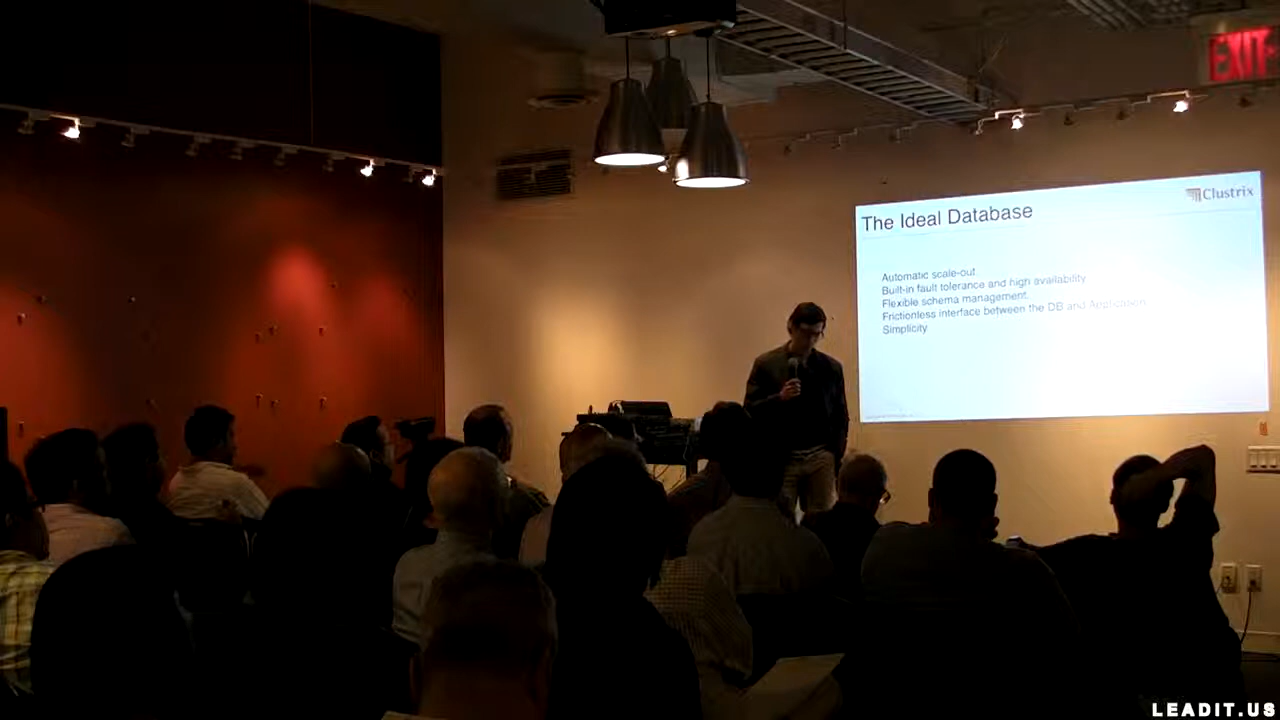 EXIT
Clustrix
The Ideal Database
Automatic scale-out
Built-in fault tolerance and high availability
Flexible schema management.
Frictionless interface between the DB and Application
Simplicity
LEADIT.US